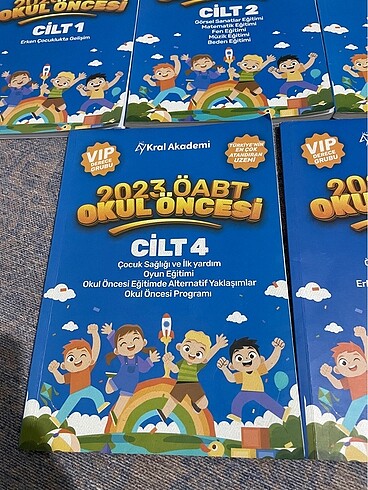 OKUL ÖNCESİ
CİLT 1
Erken Çocuklukta Gelişim
OKUL ÖNCESİ
CİLT 2
Görsel Sanatlar Eğitimi
Matematik Eğitimi
Fen Eğitimi
Müzik Eğitimi
Beden Eğitimi
VIP
DERECE
GRUBU
Kral Akademi
TÜRKİYE'NİN
EN ÇOK
ATANDIRAN
UZEMİ
2023 ÖABT
OKUL ÖNCESİ
CİLT 4
Çocuk Sağlığı ve İlk yardım
Oyun Eğitimi
Okul Öncesi Eğitimde Alternatif Yaklaşımlar
Okul Öncesi Programı
VIP
DERECE
GRUBU